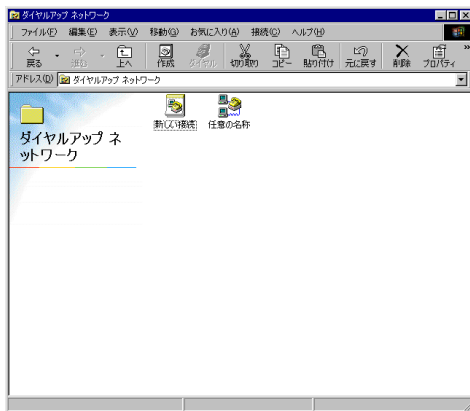 ダイヤルアップ ネットワーク
ファイル(F) 編集(E) 表示(V) 移動(G) お気に入り(A) 接続(C) ヘルプ(H)
戻る 進む 上へ 作成 ダイヤル 切り取り コピー 貼り付け 元に戻す 削除 プロパティ »
アドレス(D) ダイヤルアップ ネットワーク
新しい接続 任意の名称
ダイヤルアップ ネ
ットワーク